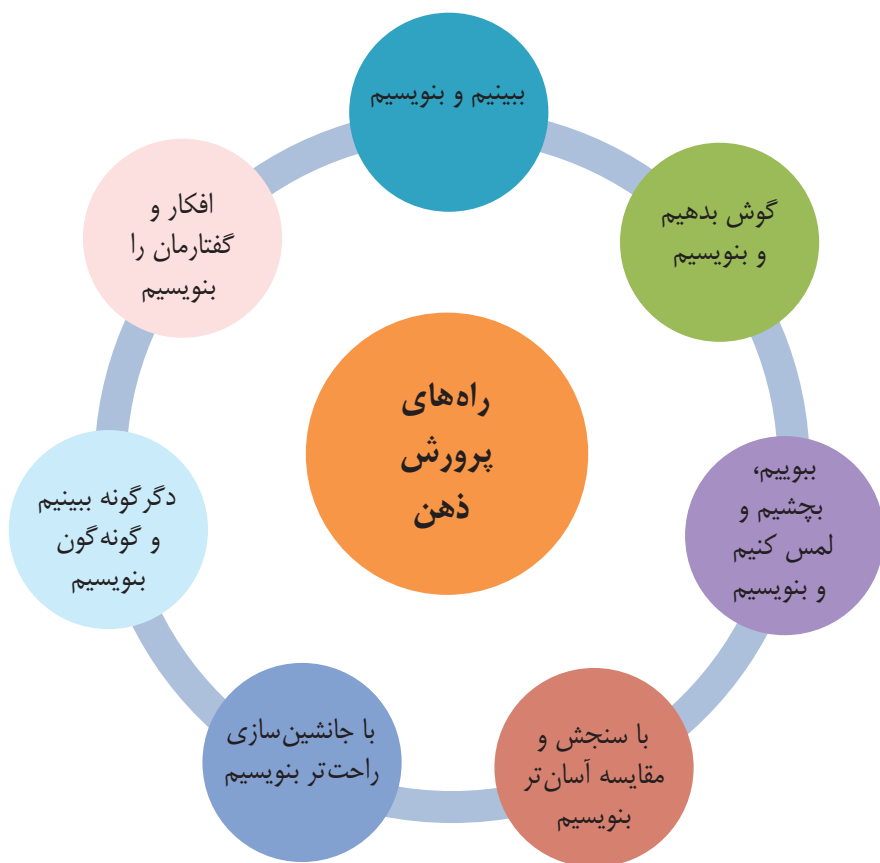 راه‌های
پرورش
ذهن
ببینیم و بنویسیم
گوش بدهیم
و بنویسیم
ببوییم،
بچشیم و
لمس کنیم
و بنویسیم
با سنجش و
مقایسه آسان‌تر
بنویسیم
با جانشین‌سازی
راحت‌تر بنویسیم
دگرگونه ببینیم
و گونه‌گون
بنویسیم
افکار و
گفتارمان را
بنویسیم